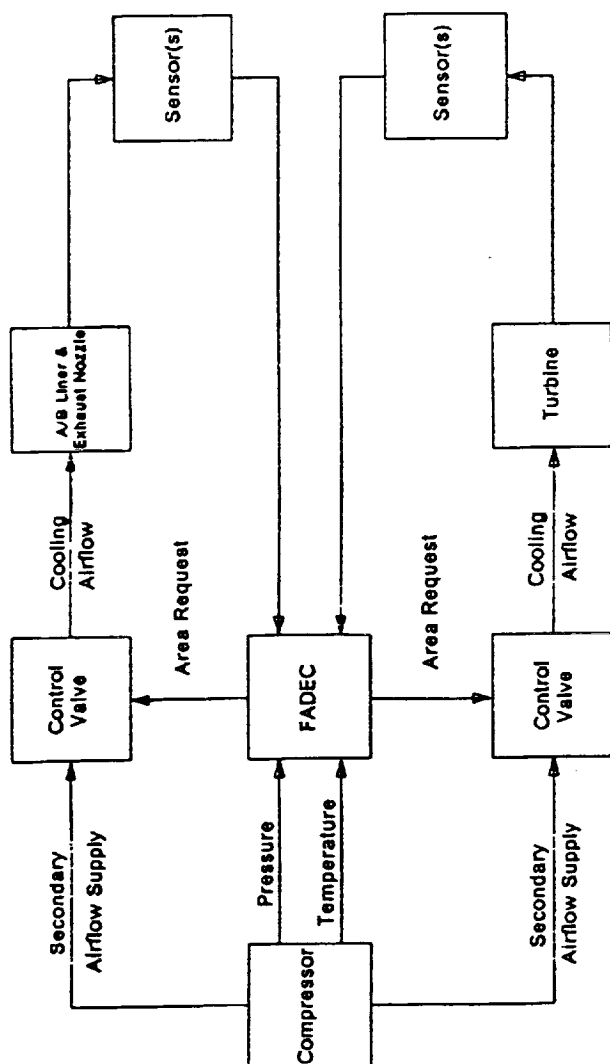 Compressor
Secondary
Airflow Supply
Pressure
Temperature
Secondary
Airflow Supply
Control
Valve
FADEC
Control
Valve
Area Request
Area Request
Cooling
Airflow
Cooling
Airflow
A/B Liner &
Exhaust Nozzle
Turbine
Sensor(s)
Sensor(s)